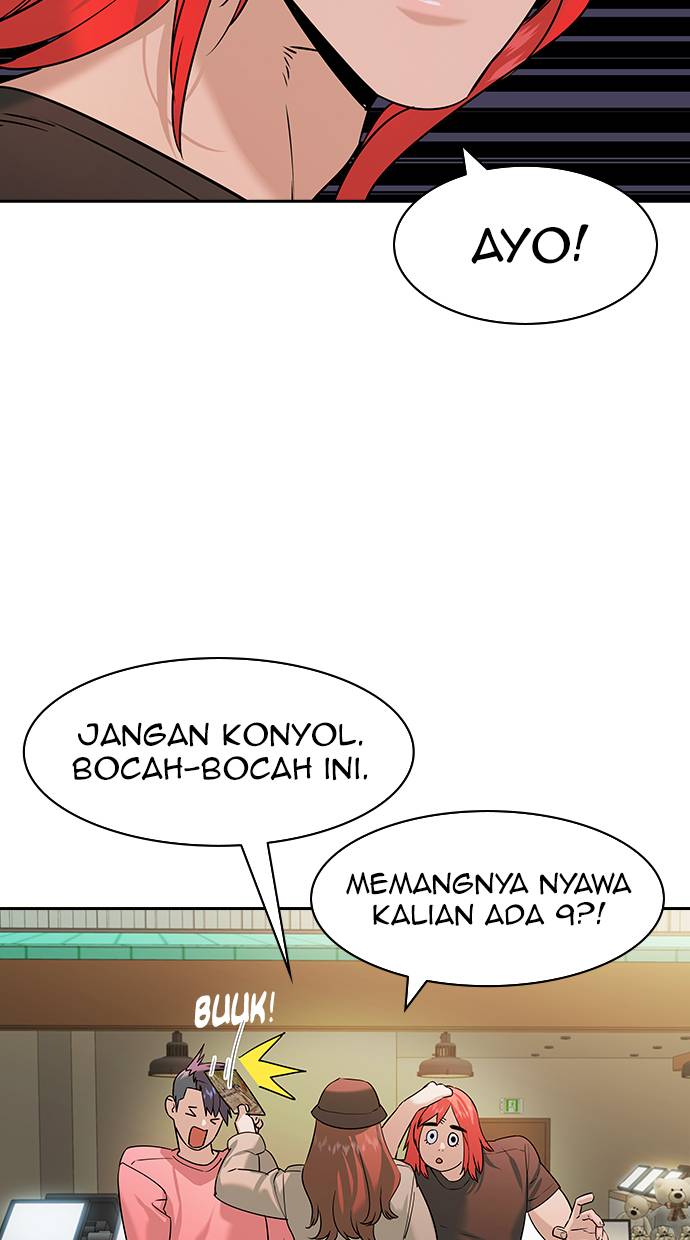 AYO!
JANGAN KONYOL.
BOCAH-BOCAH INI.
MEMANGNYA NYAWA
KALIAN ADA 9?!
BUUK!